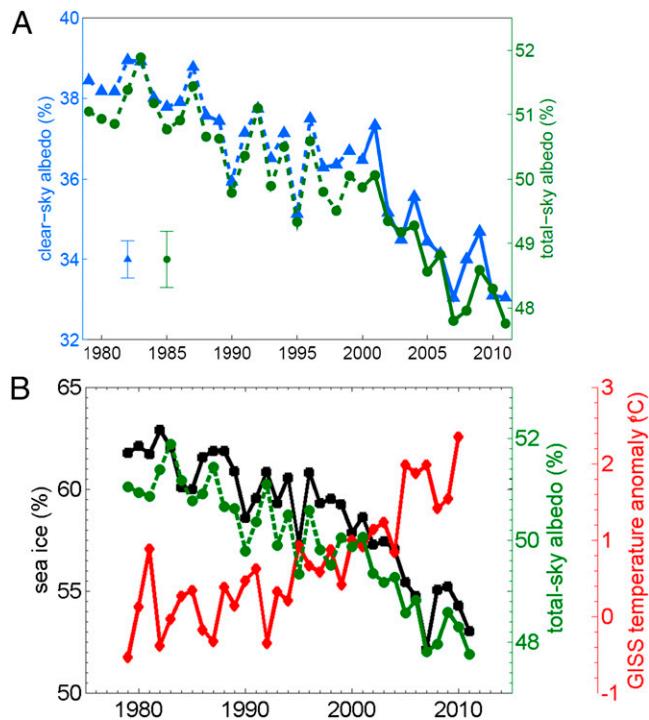 A
40
38
36
34
32
clear-sky albedo (%)
52
51
50
49
48
total-sky albedo (%)
1980 1985 1990 1995 2000 2005 2010
B
65
60
55
50
sea ice (%)
52
50
48
total-sky albedo (%)
3
2
1
0
-1
GISS temperature anomaly (ºC)
1980 1990 2000 2010